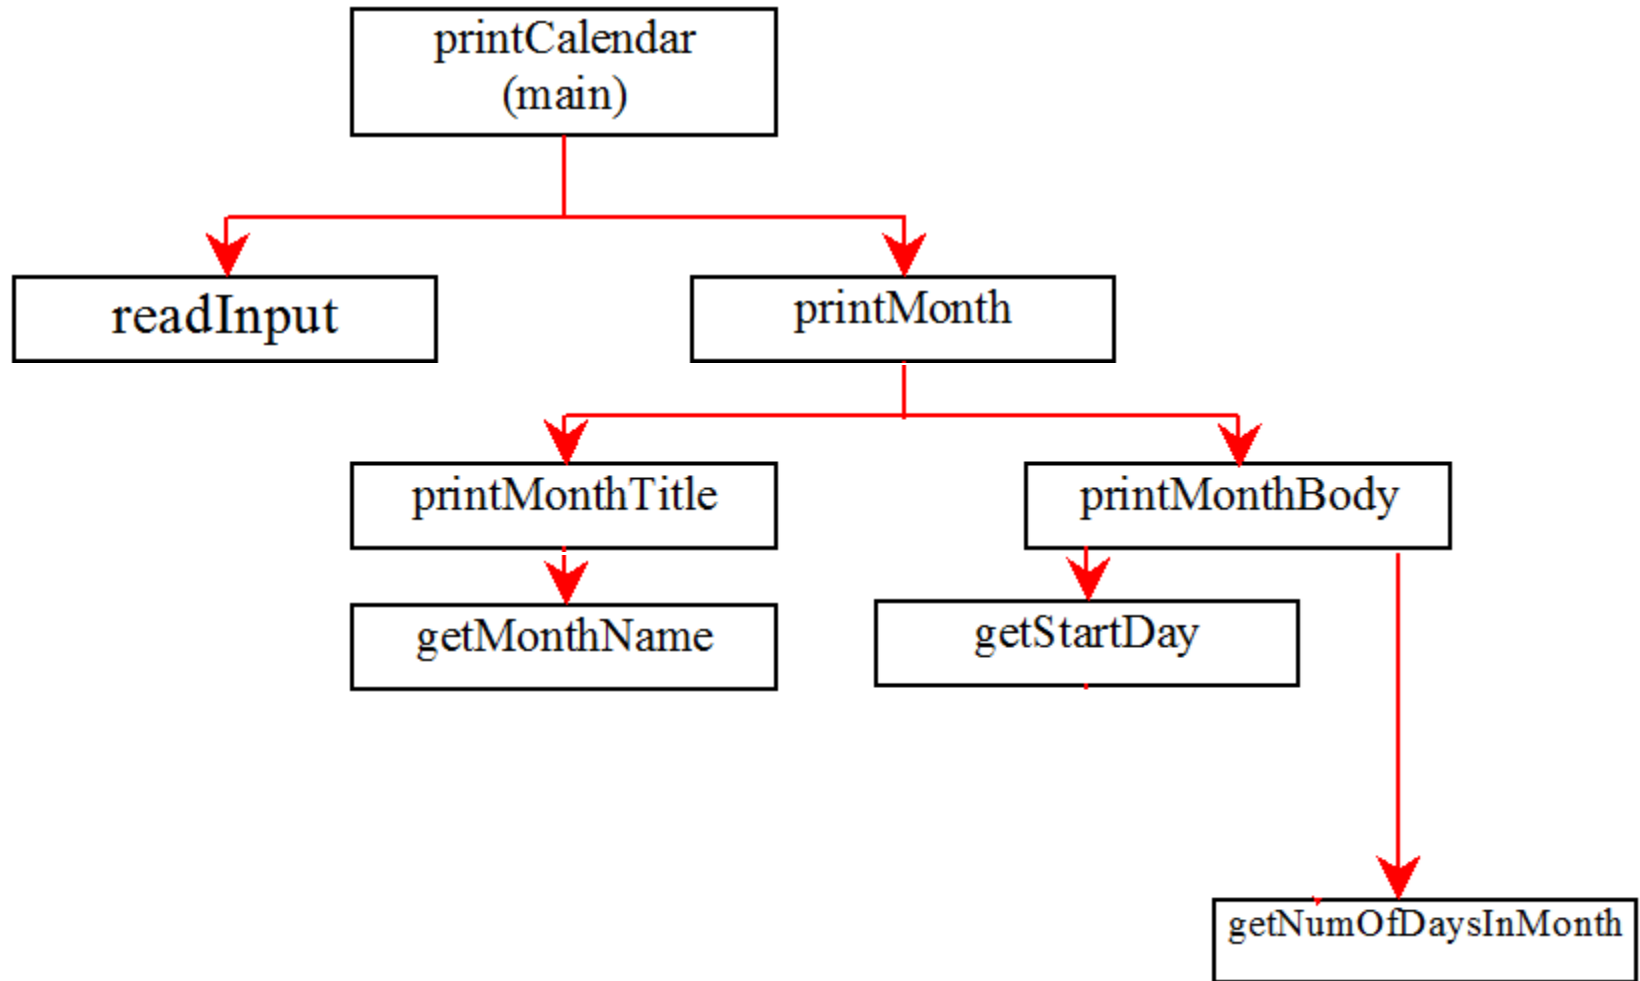 printCalendar
(main)
readInput
printMonth
printMonthTitle
printMonthBody
getMonthName
getStartDay
getNumOfDaysInMonth